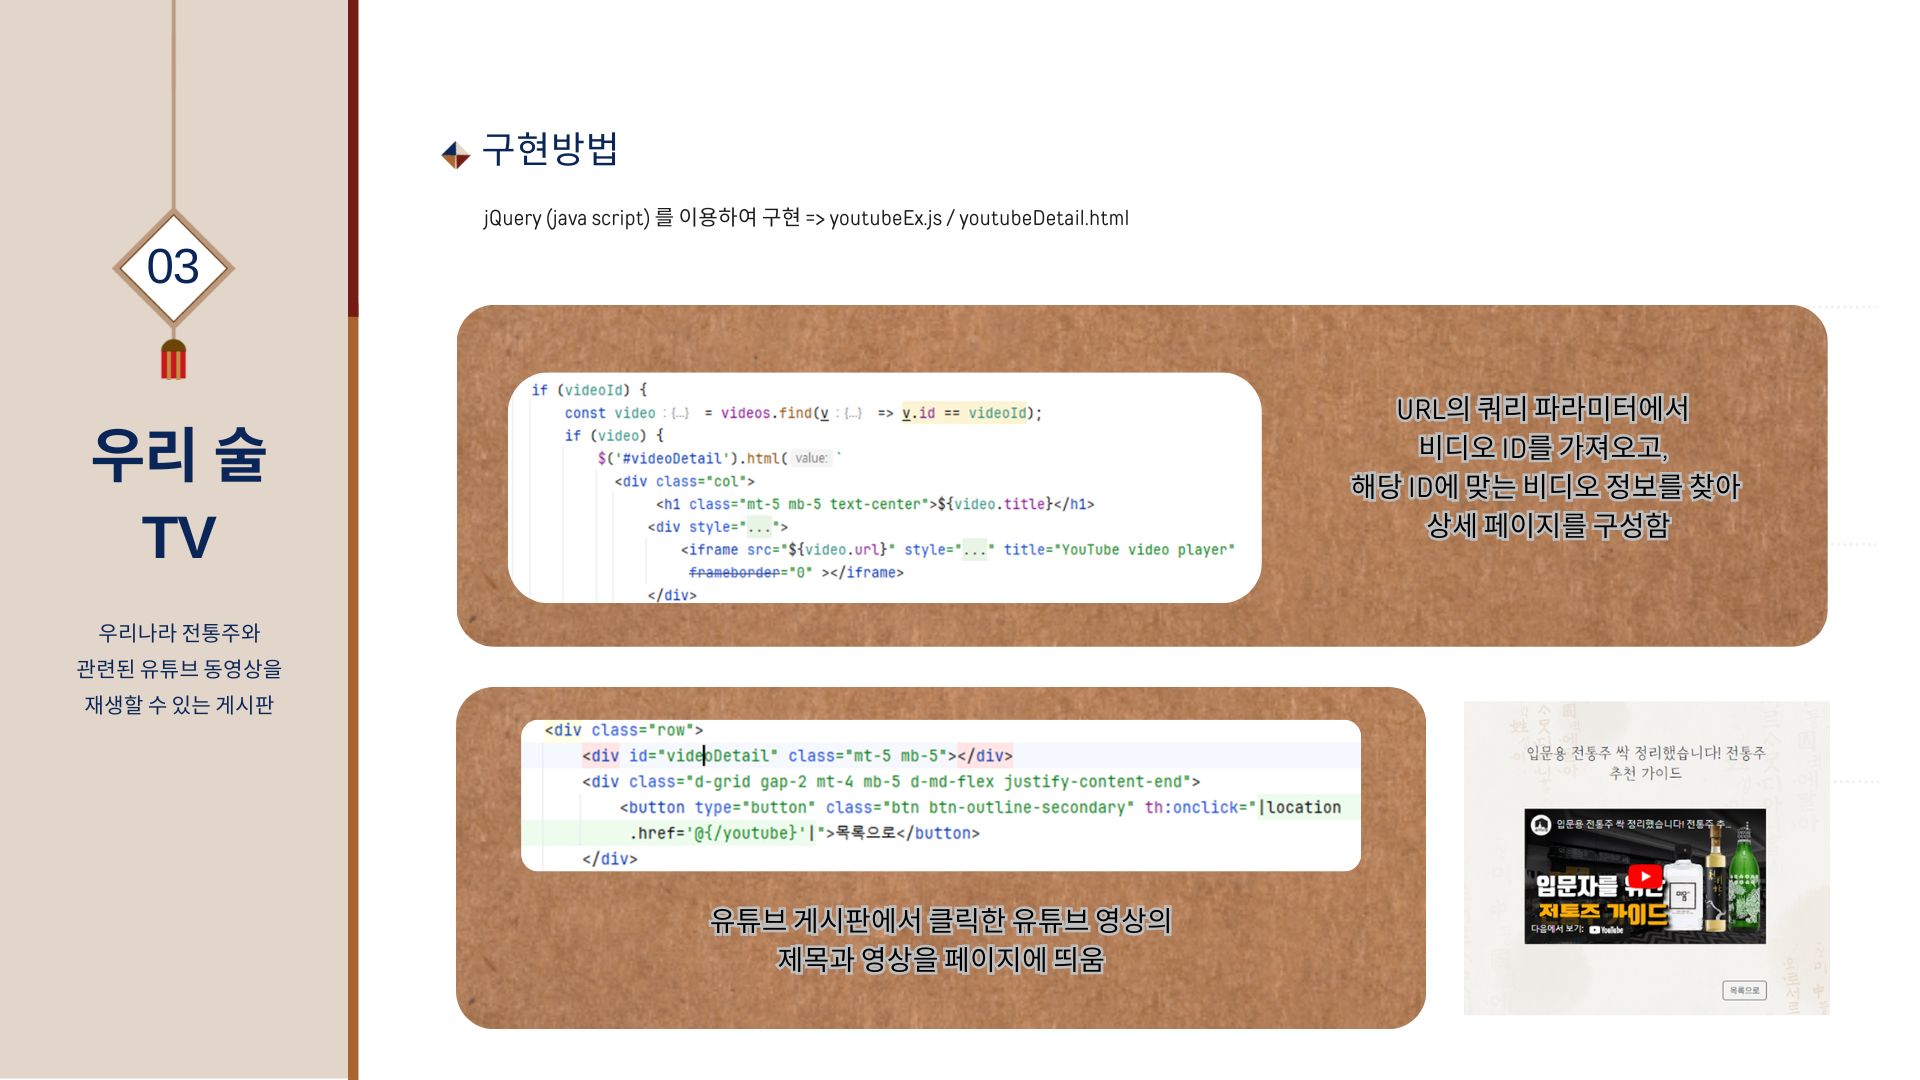 03
우리 술
TV
우리나라 전통주와
관련된 유튜브 동영상을
재생할 수 있는 게시판
구현방법
jQuery (java script) 를 이용하여 구현 => youtubeEx.js / youtubeDetail.html
if (videoId) {
const video : {...} = videos.find(v : {...} => v.id == videoId);
if (video) {
$('#videoDetail').html( value: `
<div class="col">
<h1 class="mt-5 mb-5 text-center">${video.title}</h1>
<div style="...">
<iframe src="${video.url}" style="..." title="YouTube video player"
frameborder="0" ></iframe>
</div>
URL의 쿼리 파라미터에서
비디오 ID를 가져오고,
해당 ID에 맞는 비디오 정보를 찾아
상세 페이지를 구성함
<div class="row">
<div id="videoDetail" class="mt-5 mb-5"></div>
<div class="d-grid gap-2 mt-4 mb-5 d-md-flex justify-content-end">
<button type="button" class="btn btn-outline-secondary" th:onclick="|location
.href='@{/youtube}'|">목록으로</button>
</div>
유튜브 게시판에서 클릭한 유튜브 영상의
제목과 영상을 페이지에 띄움
입문용 전통주 싹 정리했습니다! 전통주
추천 가이드
입문용 전통주 싹 정리했습니다! 전통주 추...
입문자를 위한
전통주 가이드
다음에서 보기: YouTube
목록으로